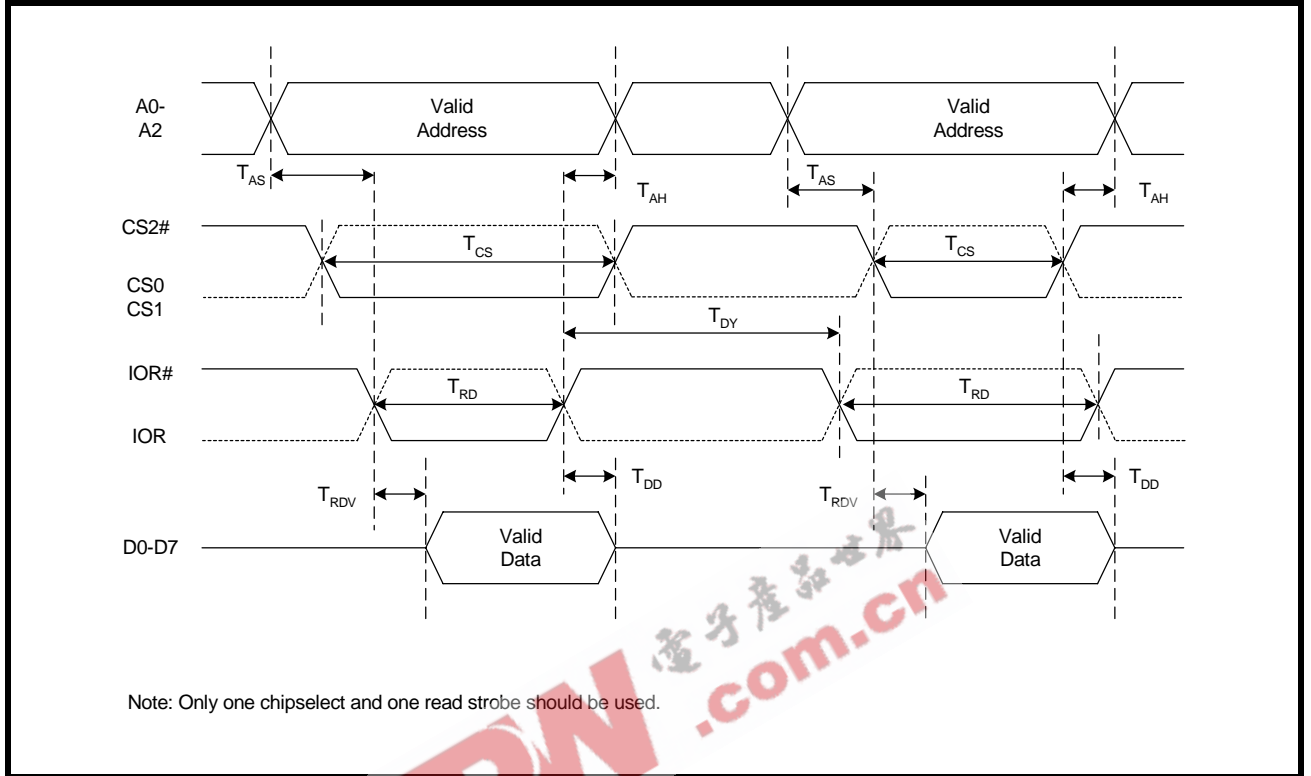 A0-
A2
Valid
Address
Valid
Address
TAS
TAH
TAS
TAH
CS2#
TCS
TCS
CS0
CS1
TDY
IOR#
TRD
TRD
IOR
TRDV
TDD
TRDV
TDD
D0-D7
Valid
Data
Valid
Data
電子產品世界
.com.cn
Note: Only one chipselect and one read strobe should be used.